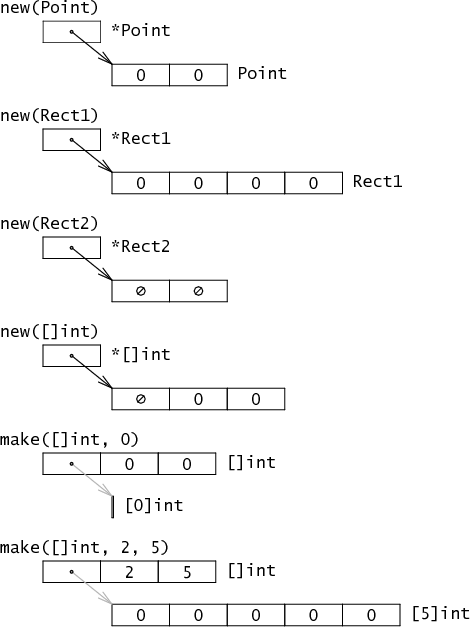 new(Point)
*Point
0 0 Point
new(Rect1)
*Rect1
0 0 0 0 Rect1
new(Rect2)
*Rect2
∅ ∅
new([]int)
*[]int
∅ 0 0
make([]int, 0)
0 0 []int
[0]int
make([]int, 2, 5)
2 5 []int
0 0 0 0 0 [5]int